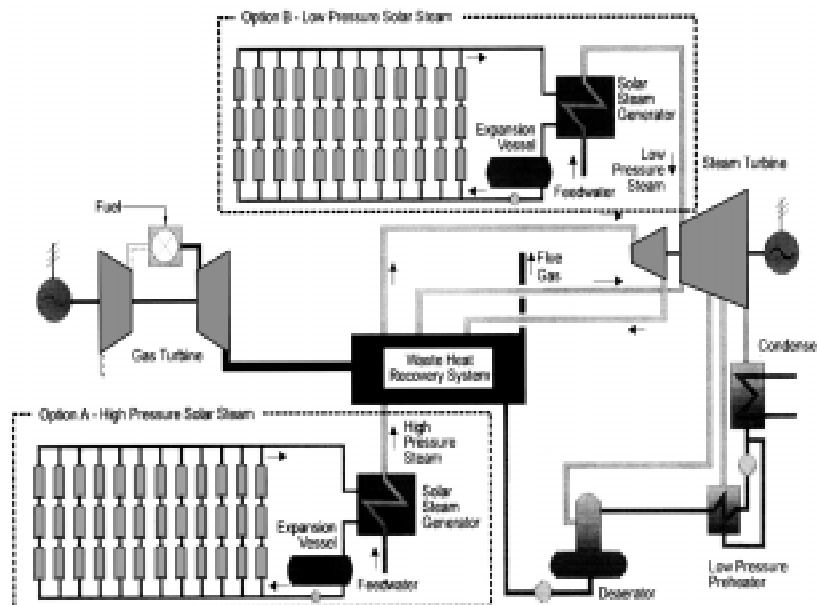 Option B - Low Pressure Solar Steam
Solar
Steam
Generator
Expansion
Vessel
Low
Pressure
Steam
Feedwater
Steam Turbine
Fuel
Flue
Gas
Gas Turbine
Waste Heat
Recovery System
Condense
Option A - High Pressure Solar Steam
High
Pressure
Steam
Solar
Steam
Generator
Expansion
Vessel
Feedwater
Low Pressure
Preheater
Deaerator